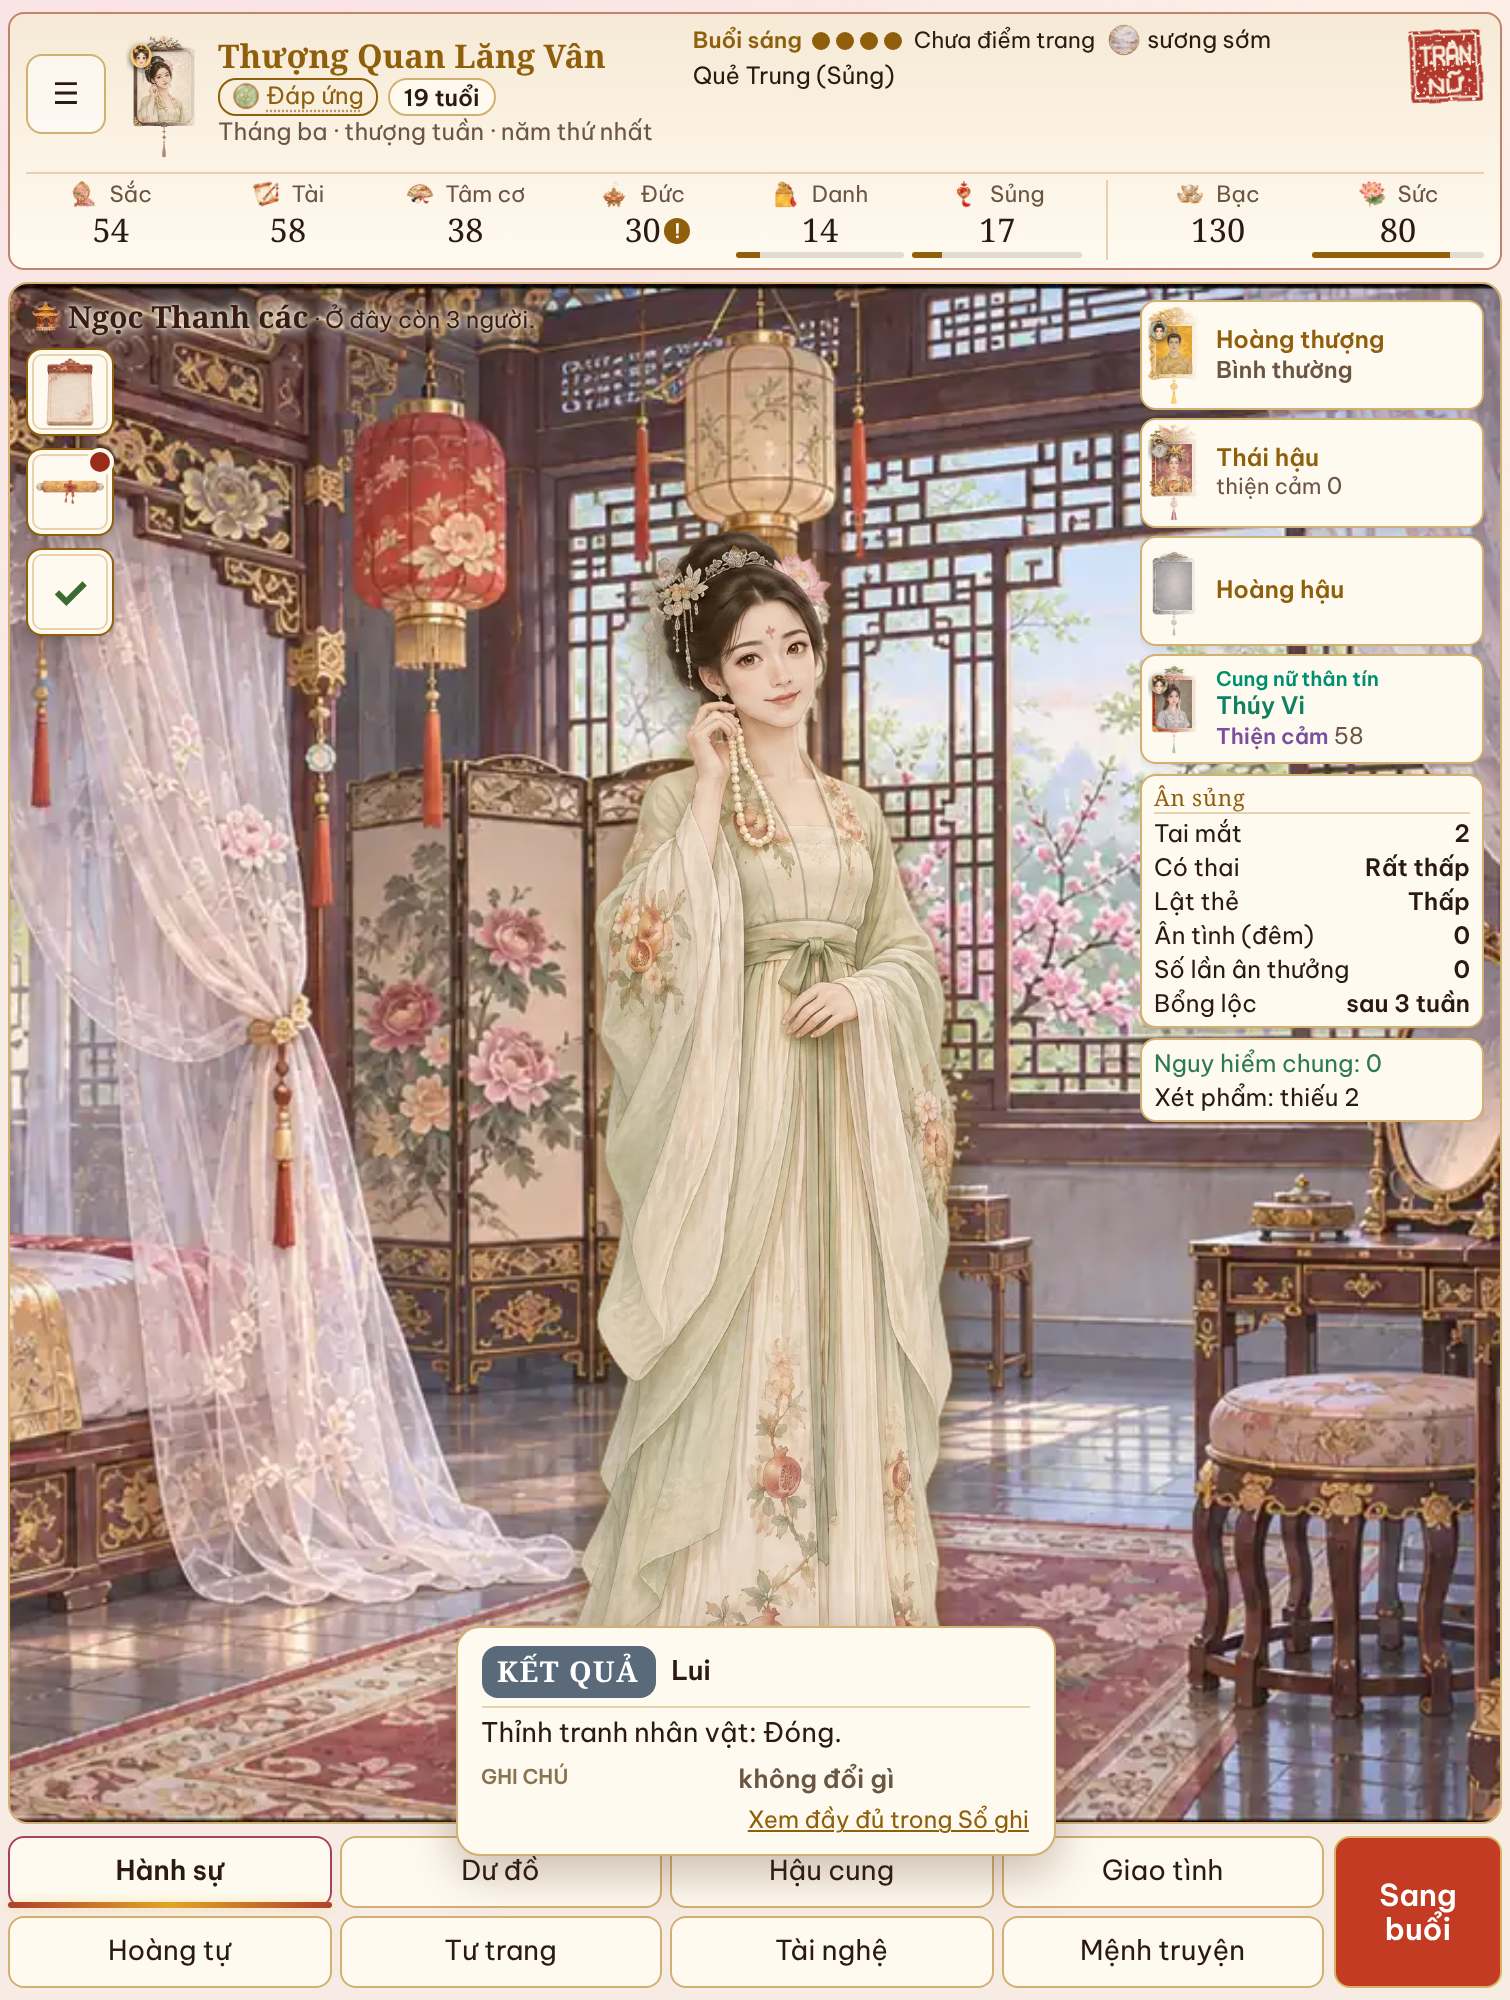 Thượng Quan Lăng Vân
Đáp ứng
19 tuổi
Tháng ba · thượng tuần · năm thứ nhất
Buổi sáng
Chưa điểm trang
sương sớm
Quẻ Trung (Sủng)
TRÂN NỮ
Sắc
54
Tài
58
Tâm cơ
38
Đức
30 !
Danh
14
Sủng
17
Bạc
130
Sức
80
Ngọc Thanh các · Ở đây còn 3 người.
Hoàng thượng
Bình thường
Thái hậu
thiện cảm 0
Hoàng hậu
Cung nữ thân tín
Thúy Vi
Thiện cảm 58
Ân sủng
Tai mắt 2
Có thai Rất thấp
Lật thẻ Thấp
Ân tình (đêm) 0
Số lần ân thưởng 0
Bổng lộc sau 3 tuần
Nguy hiểm chung: 0
Xét phẩm: thiếu 2
KẾT QUẢ Lui
Thỉnh tranh nhân vật: Đóng.
GHI CHÚ không đổi gì
Xem đầy đủ trong Sổ ghi
Hành sự
Dư đồ
Hậu cung
Giao tình
Hoàng tự
Tư trang
Tài nghệ
Mệnh truyện
Sang
buổi